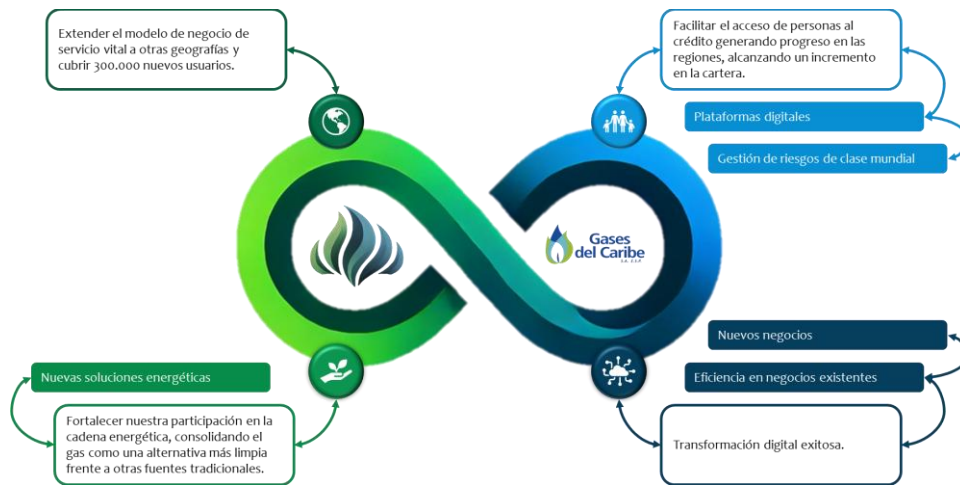 Extender el modelo de negocio de
servicio vital a otras geografías y
cubrir 300.000 nuevos usuarios.
Facilitar el acceso de personas al
crédito generando progreso en las
regiones, alcanzando un incremento
en la cartera.
Plataformas digitales
Gestión de riesgos de clase mundial
Gases
del Caribe
S.A. E.S.P
Nuevos negocios
Nuevas soluciones energéticas
Eficiencia en negocios existentes
Fortalecer nuestra participación en la
cadena energética, consolidando el
gas como una alternativa más limpia
frente a otras fuentes tradicionales.
Transformación digital exitosa.